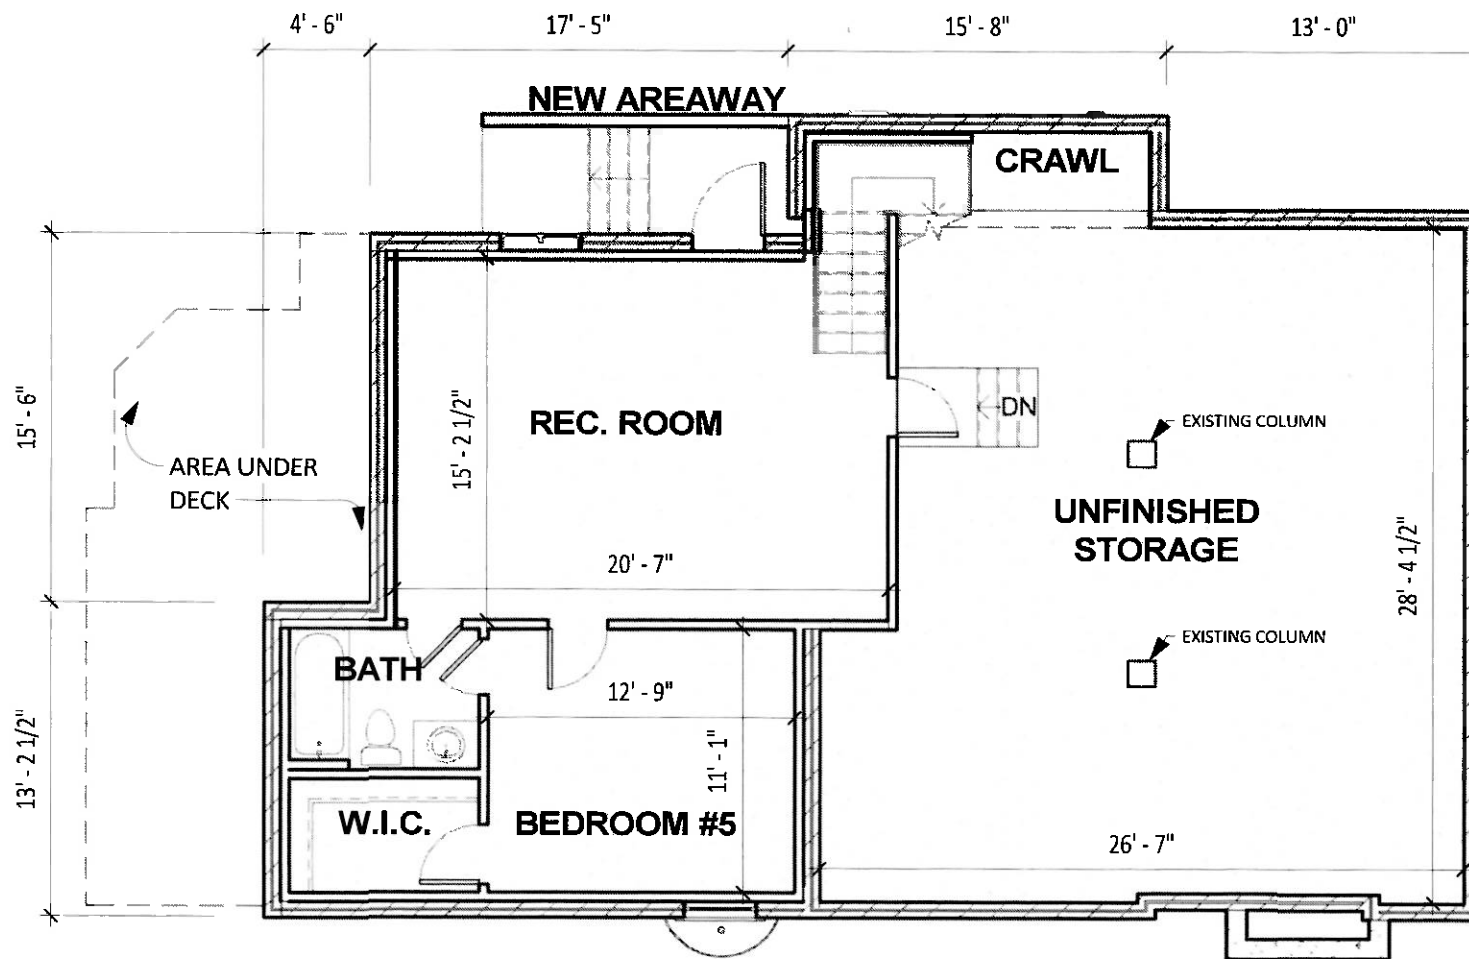 4' - 6"
17' - 5"
15' - 8"
13' - 0"
NEW AREAWAY
CRAWL
15' - 6"
15' - 2 1/2"
REC. ROOM
DN
EXISTING COLUMN
AREA UNDER
DECK
UNFINISHED
STORAGE
28' - 4 1/2"
20' - 7"
EXISTING COLUMN
BATH
12' - 9"
13' - 2 1/2"
11' - 1"
W.I.C.
BEDROOM #5
26' - 7"